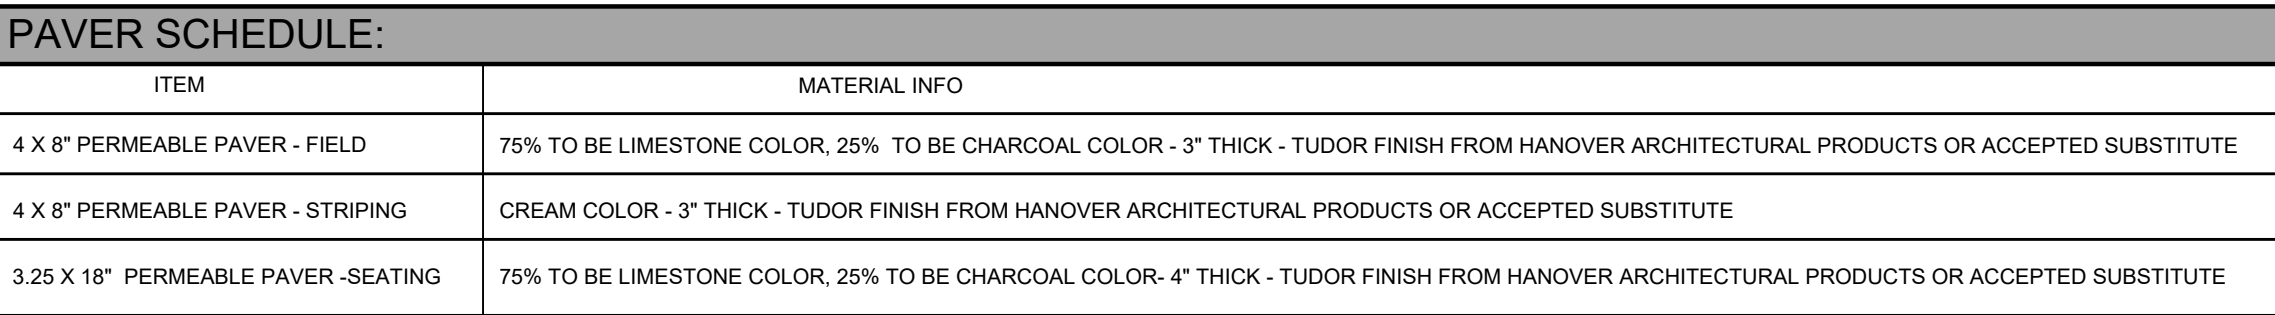 PAVER SCHEDULE:
ITEM MATERIAL INFO
4 X 8" PERMEABLE PAVER - FIELD 75% TO BE LIMESTONE COLOR, 25% TO BE CHARCOAL COLOR - 3" THICK - TUDOR FINISH FROM HANOVER ARCHITECTURAL PRODUCTS OR ACCEPTED SUBSTITUTE
4 X 8" PERMEABLE PAVER - STRIPING CREAM COLOR - 3" THICK - TUDOR FINISH FROM HANOVER ARCHITECTURAL PRODUCTS OR ACCEPTED SUBSTITUTE
3.25 X 18" PERMEABLE PAVER -SEATING 75% TO BE LIMESTONE COLOR, 25% TO BE CHARCOAL COLOR- 4" THICK - TUDOR FINISH FROM HANOVER ARCHITECTURAL PRODUCTS OR ACCEPTED SUBSTITUTE